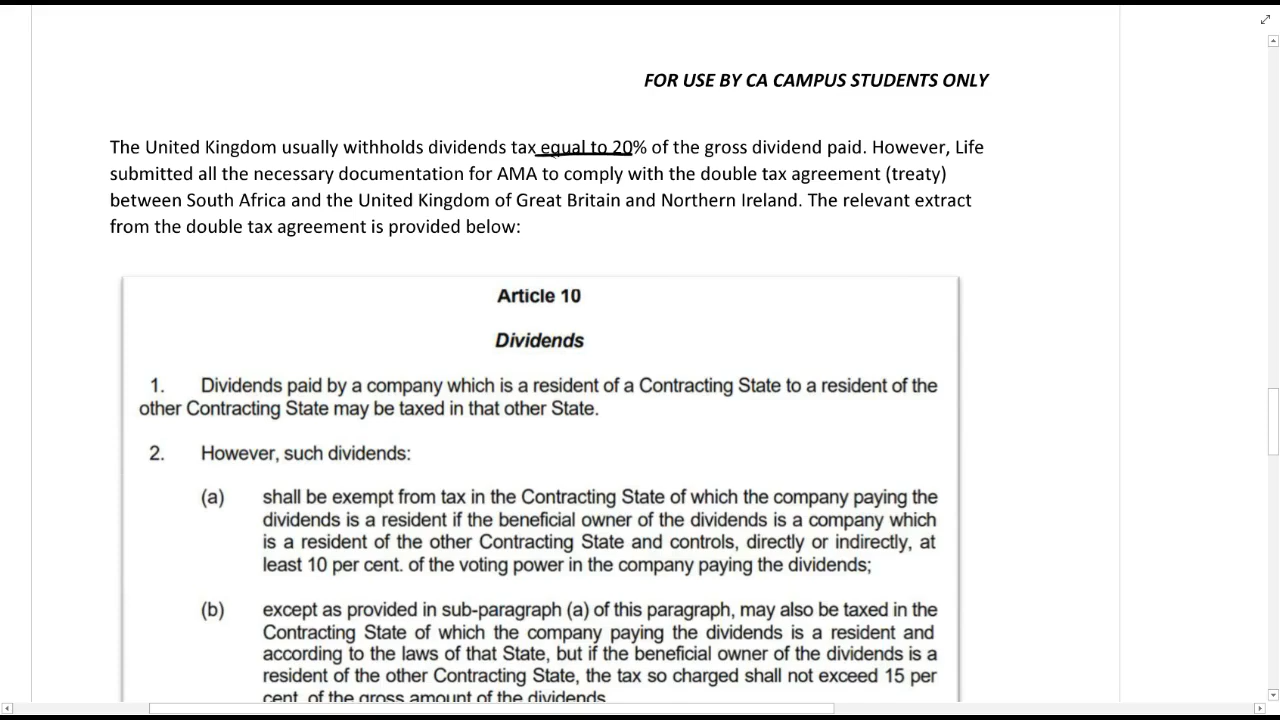 FOR USE BY CA CAMPUS STUDENTS ONLY
The United Kingdom usually withholds dividends tax equal to 20% of the gross dividend paid. However, Life
submitted all the necessary documentation for AMA to comply with the double tax agreement (treaty)
between South Africa and the United Kingdom of Great Britain and Northern Ireland. The relevant extract
from the double tax agreement is provided below:
Article 10
Dividends
1. Dividends paid by a company which is a resident of a Contracting State to a resident of the
other Contracting State may be taxed in that other State.
2. However, such dividends:
(a) shall be exempt from tax in the Contracting State of which the company paying the
dividends is a resident if the beneficial owner of the dividends is a company which
is a resident of the other Contracting State and controls, directly or indirectly, at
least 10 per cent. of the voting power in the company paying the dividends;
(b) except as provided in sub-paragraph (a) of this paragraph, may also be taxed in the
Contracting State of which the company paying the dividends is a resident and
according to the laws of that State, but if the beneficial owner of the dividends is a
resident of the other Contracting State, the tax so charged shall not exceed 15 per
cent. of the gross amount of the dividends.